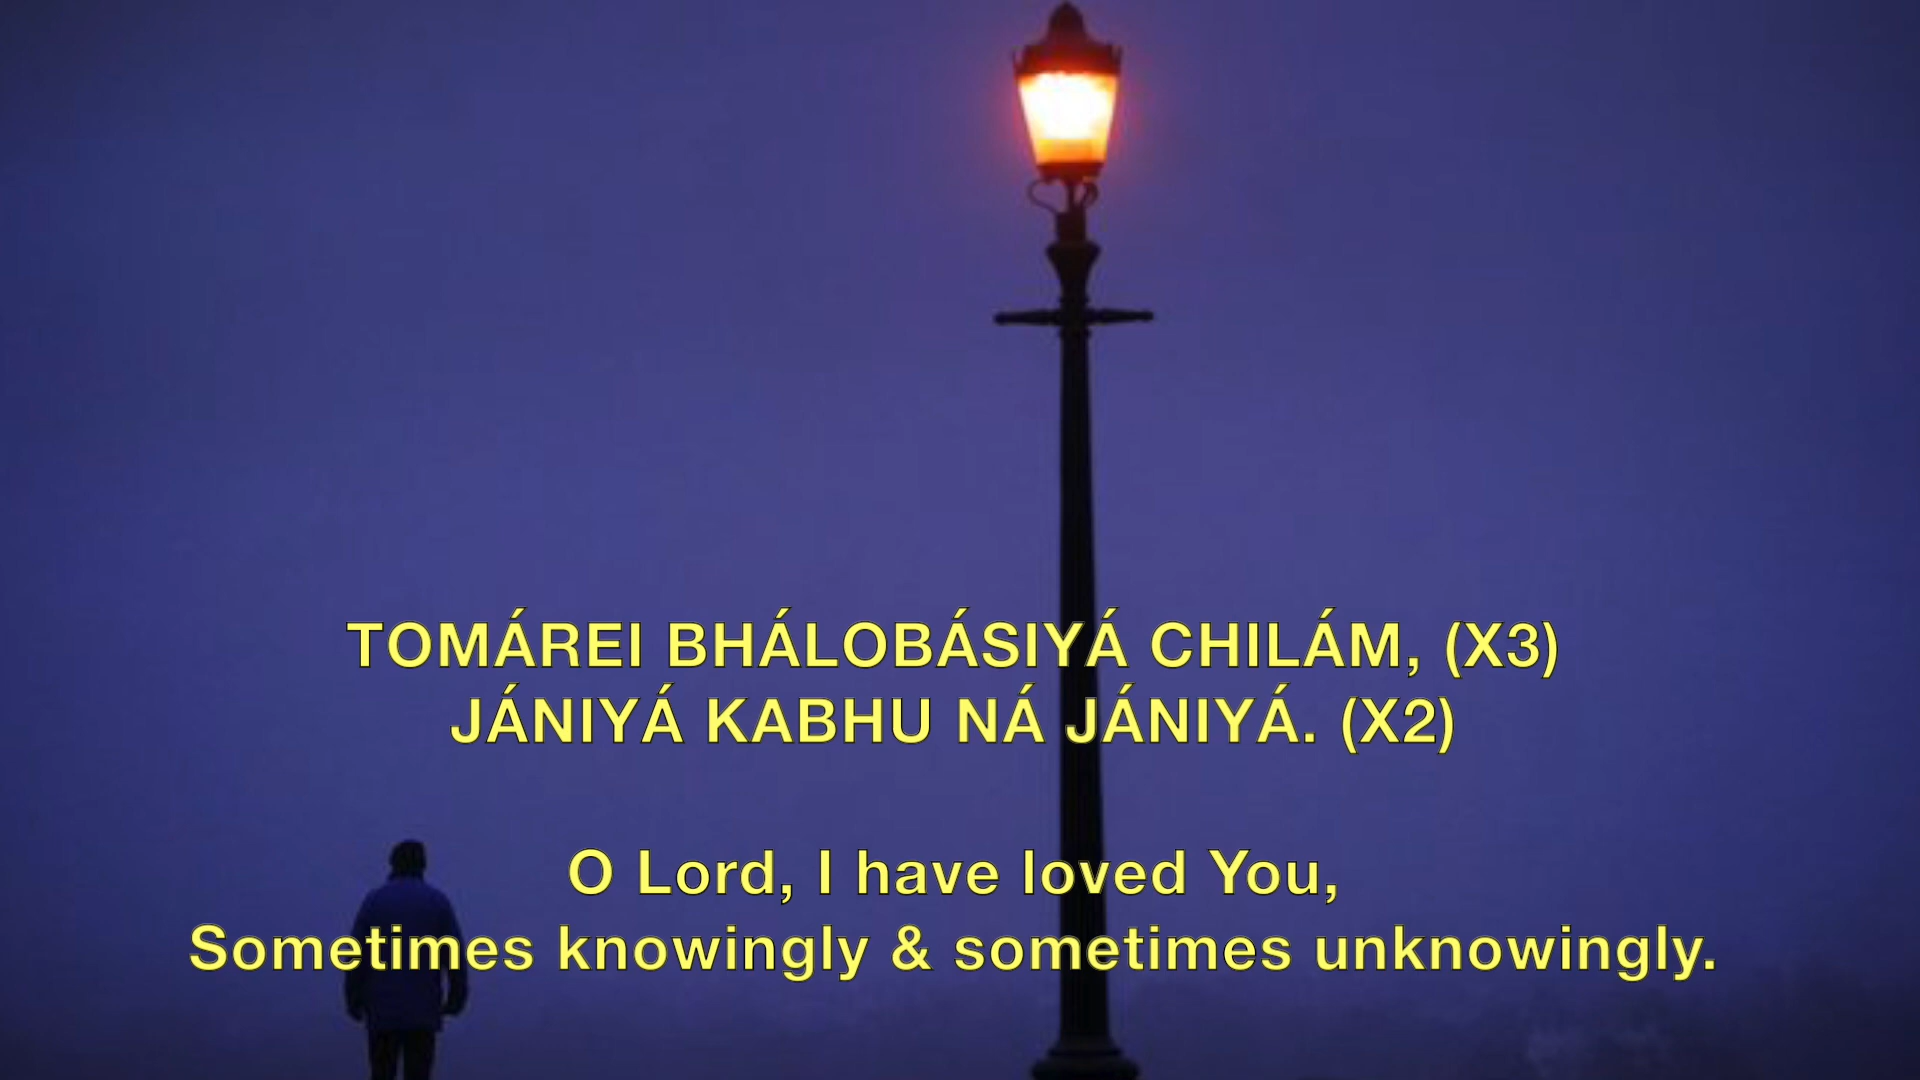 TOMÁREI BHÁLOBÁSIYÁ CHILÁM, (X3)
JÁNIYÁ KABHU NÁ JÁNIYÁ. (X2)
O Lord, I have loved You,
Sometimes knowingly & sometimes unknowingly.